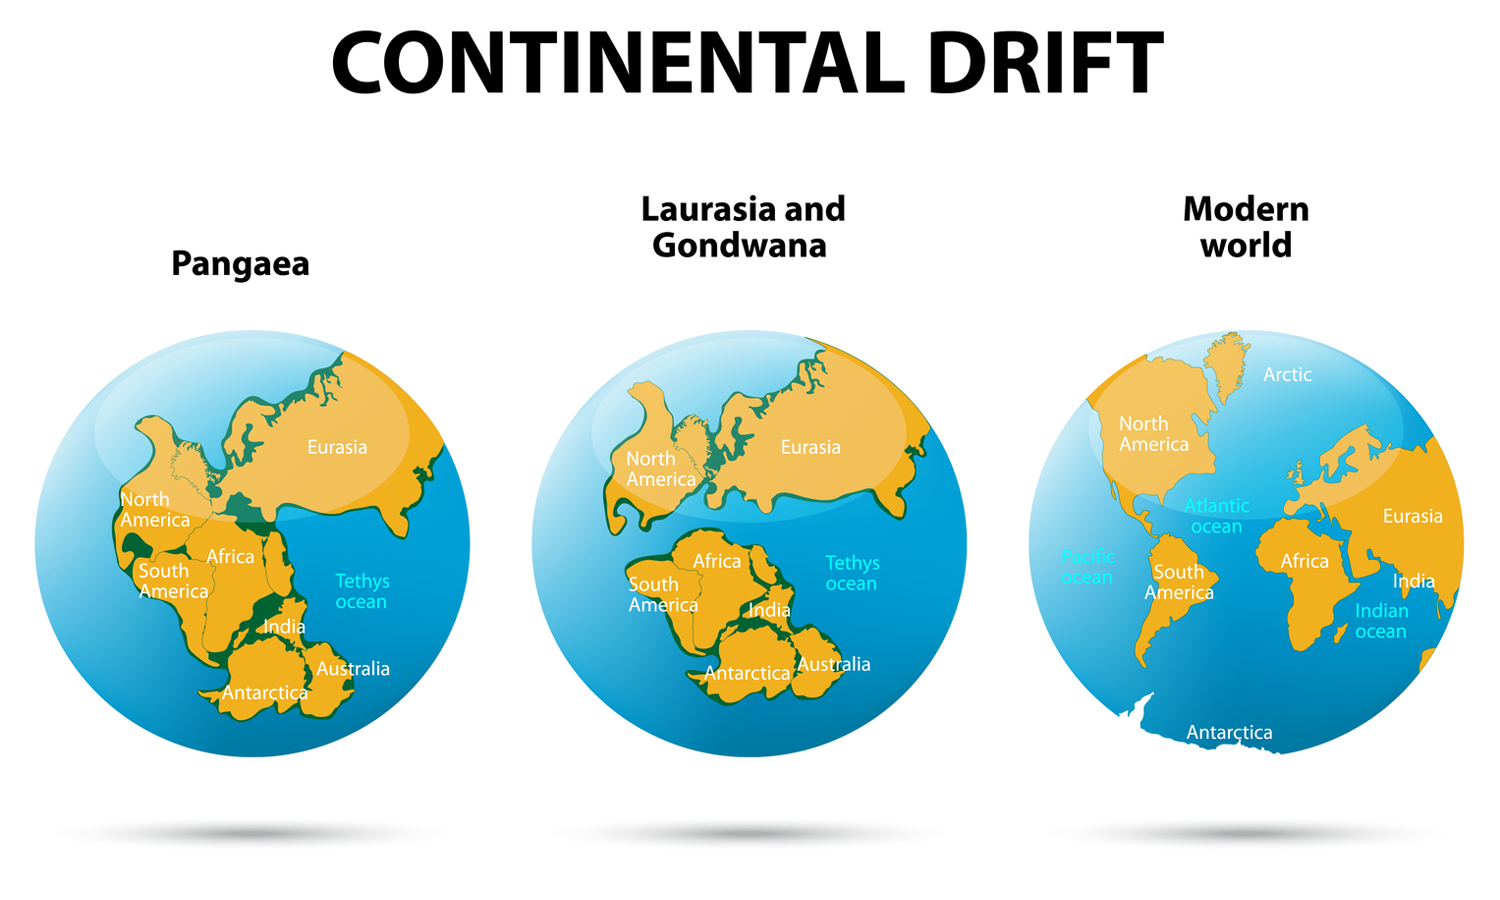 CONTINENTAL DRIFT
Pangaea
Eurasia
North
America
Africa
South
America
Tethys
ocean
India
Australia
Antarctica
Laurasia and
Gondwana
Eurasia
North
America
Africa
Tethys
ocean
South
America
India
Australia
Antarctica
Modern
world
Arctic
North
America
Atlantic
ocean
Eurasia
Pacific
ocean
Africa
South
America
India
Indian
ocean
Antarctica